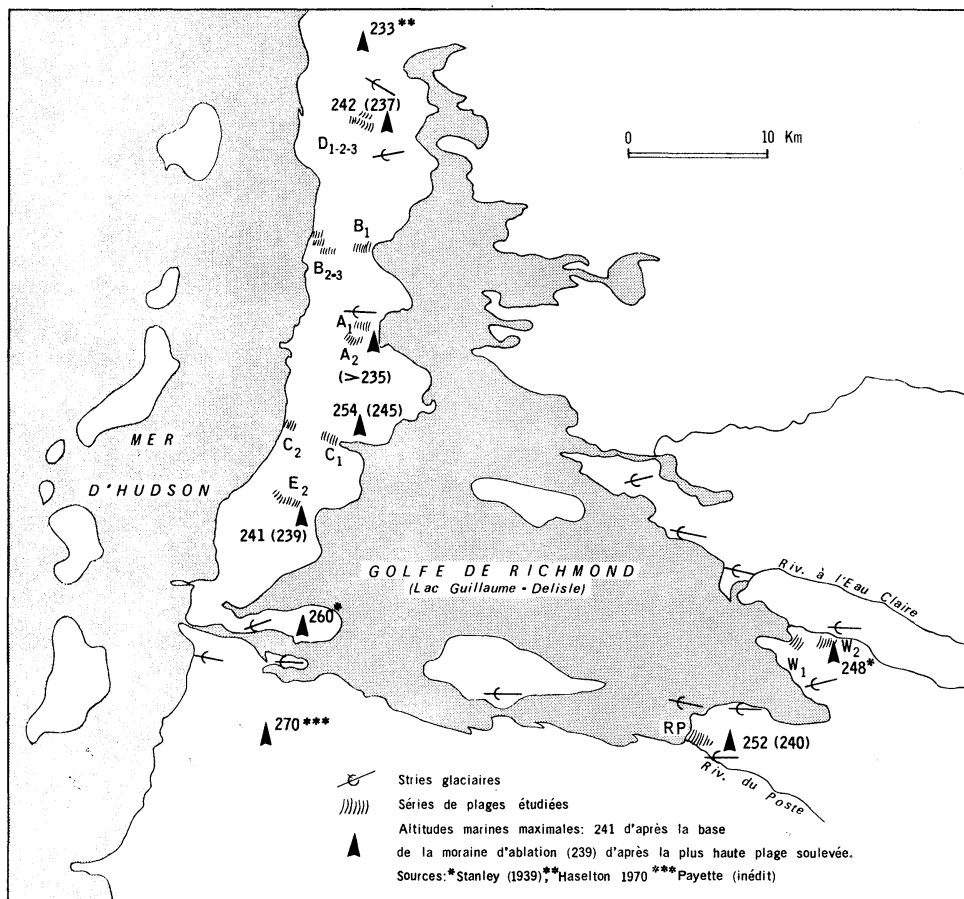 233**
242 (237)
D1-2-3
0 10 Km
B1
B2-3
A1
A2
(>235)
254 (245)
C2
C1
E2
241 (239)
MER
D'HUDSON
GOLFE DE RICHMOND
(Lac Guillaume - Delisle)
Riv. à l'Eau Claire
260*
W1
W2
248*
270***
RP
252 (240)
Riv. du Poste
Stries glaciaires
Séries de plages étudiées
Altitudes marines maximales: 241 d'après la base
de la moraine d'ablation (239) d'après la plus haute plage soulevée.
Sources:*Stanley (1939),**Haselton 1970 ***Payette (inédit)